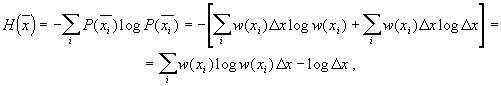 H(x̅) = −∑ᵢ P(x̅ᵢ) log P(x̅ᵢ) = −[∑ᵢ w(xᵢ)Δx log w(xᵢ) + ∑ᵢ w(xᵢ)Δx log Δx] =
= ∑ᵢ w(xᵢ) log w(xᵢ) Δx − log Δx ,